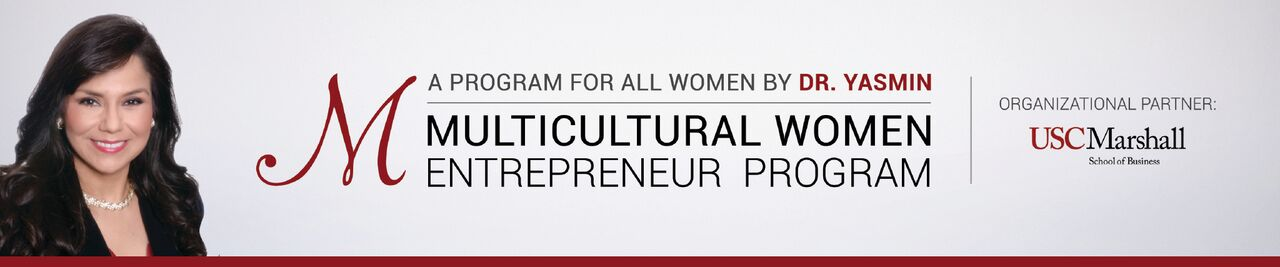 M
A PROGRAM FOR ALL WOMEN BY DR. YASMIN
MULTICULTURAL WOMEN
ENTREPRENEUR PROGRAM
ORGANIZATIONAL PARTNER:
USCMarshall
School of Business